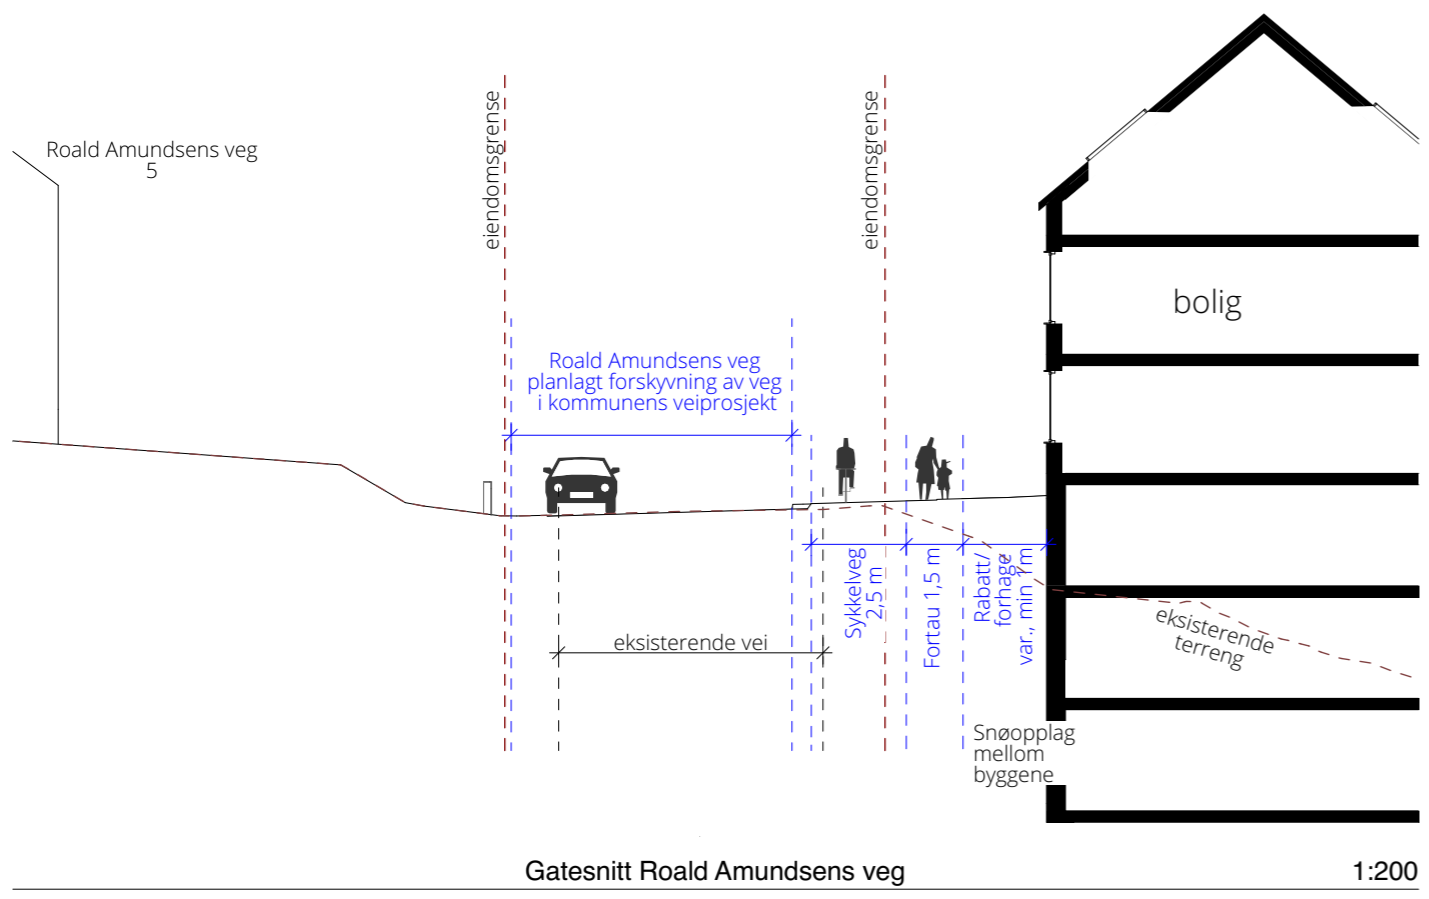 Roald Amundsens veg
5
eiendomsgrense
eiendomsgrense
bolig
Roald Amundsens veg
planlagt forskyvning av veg
i kommunens veiprosjekt
Sykkelveg
2,5 m
Fortau 1,5 m
Rabatt/
forhage
var., min 1 m
eksisterende vei
eksisterende
terreng
Snøopplag
mellom
byggene
Gatesnitt Roald Amundsens veg
1:200